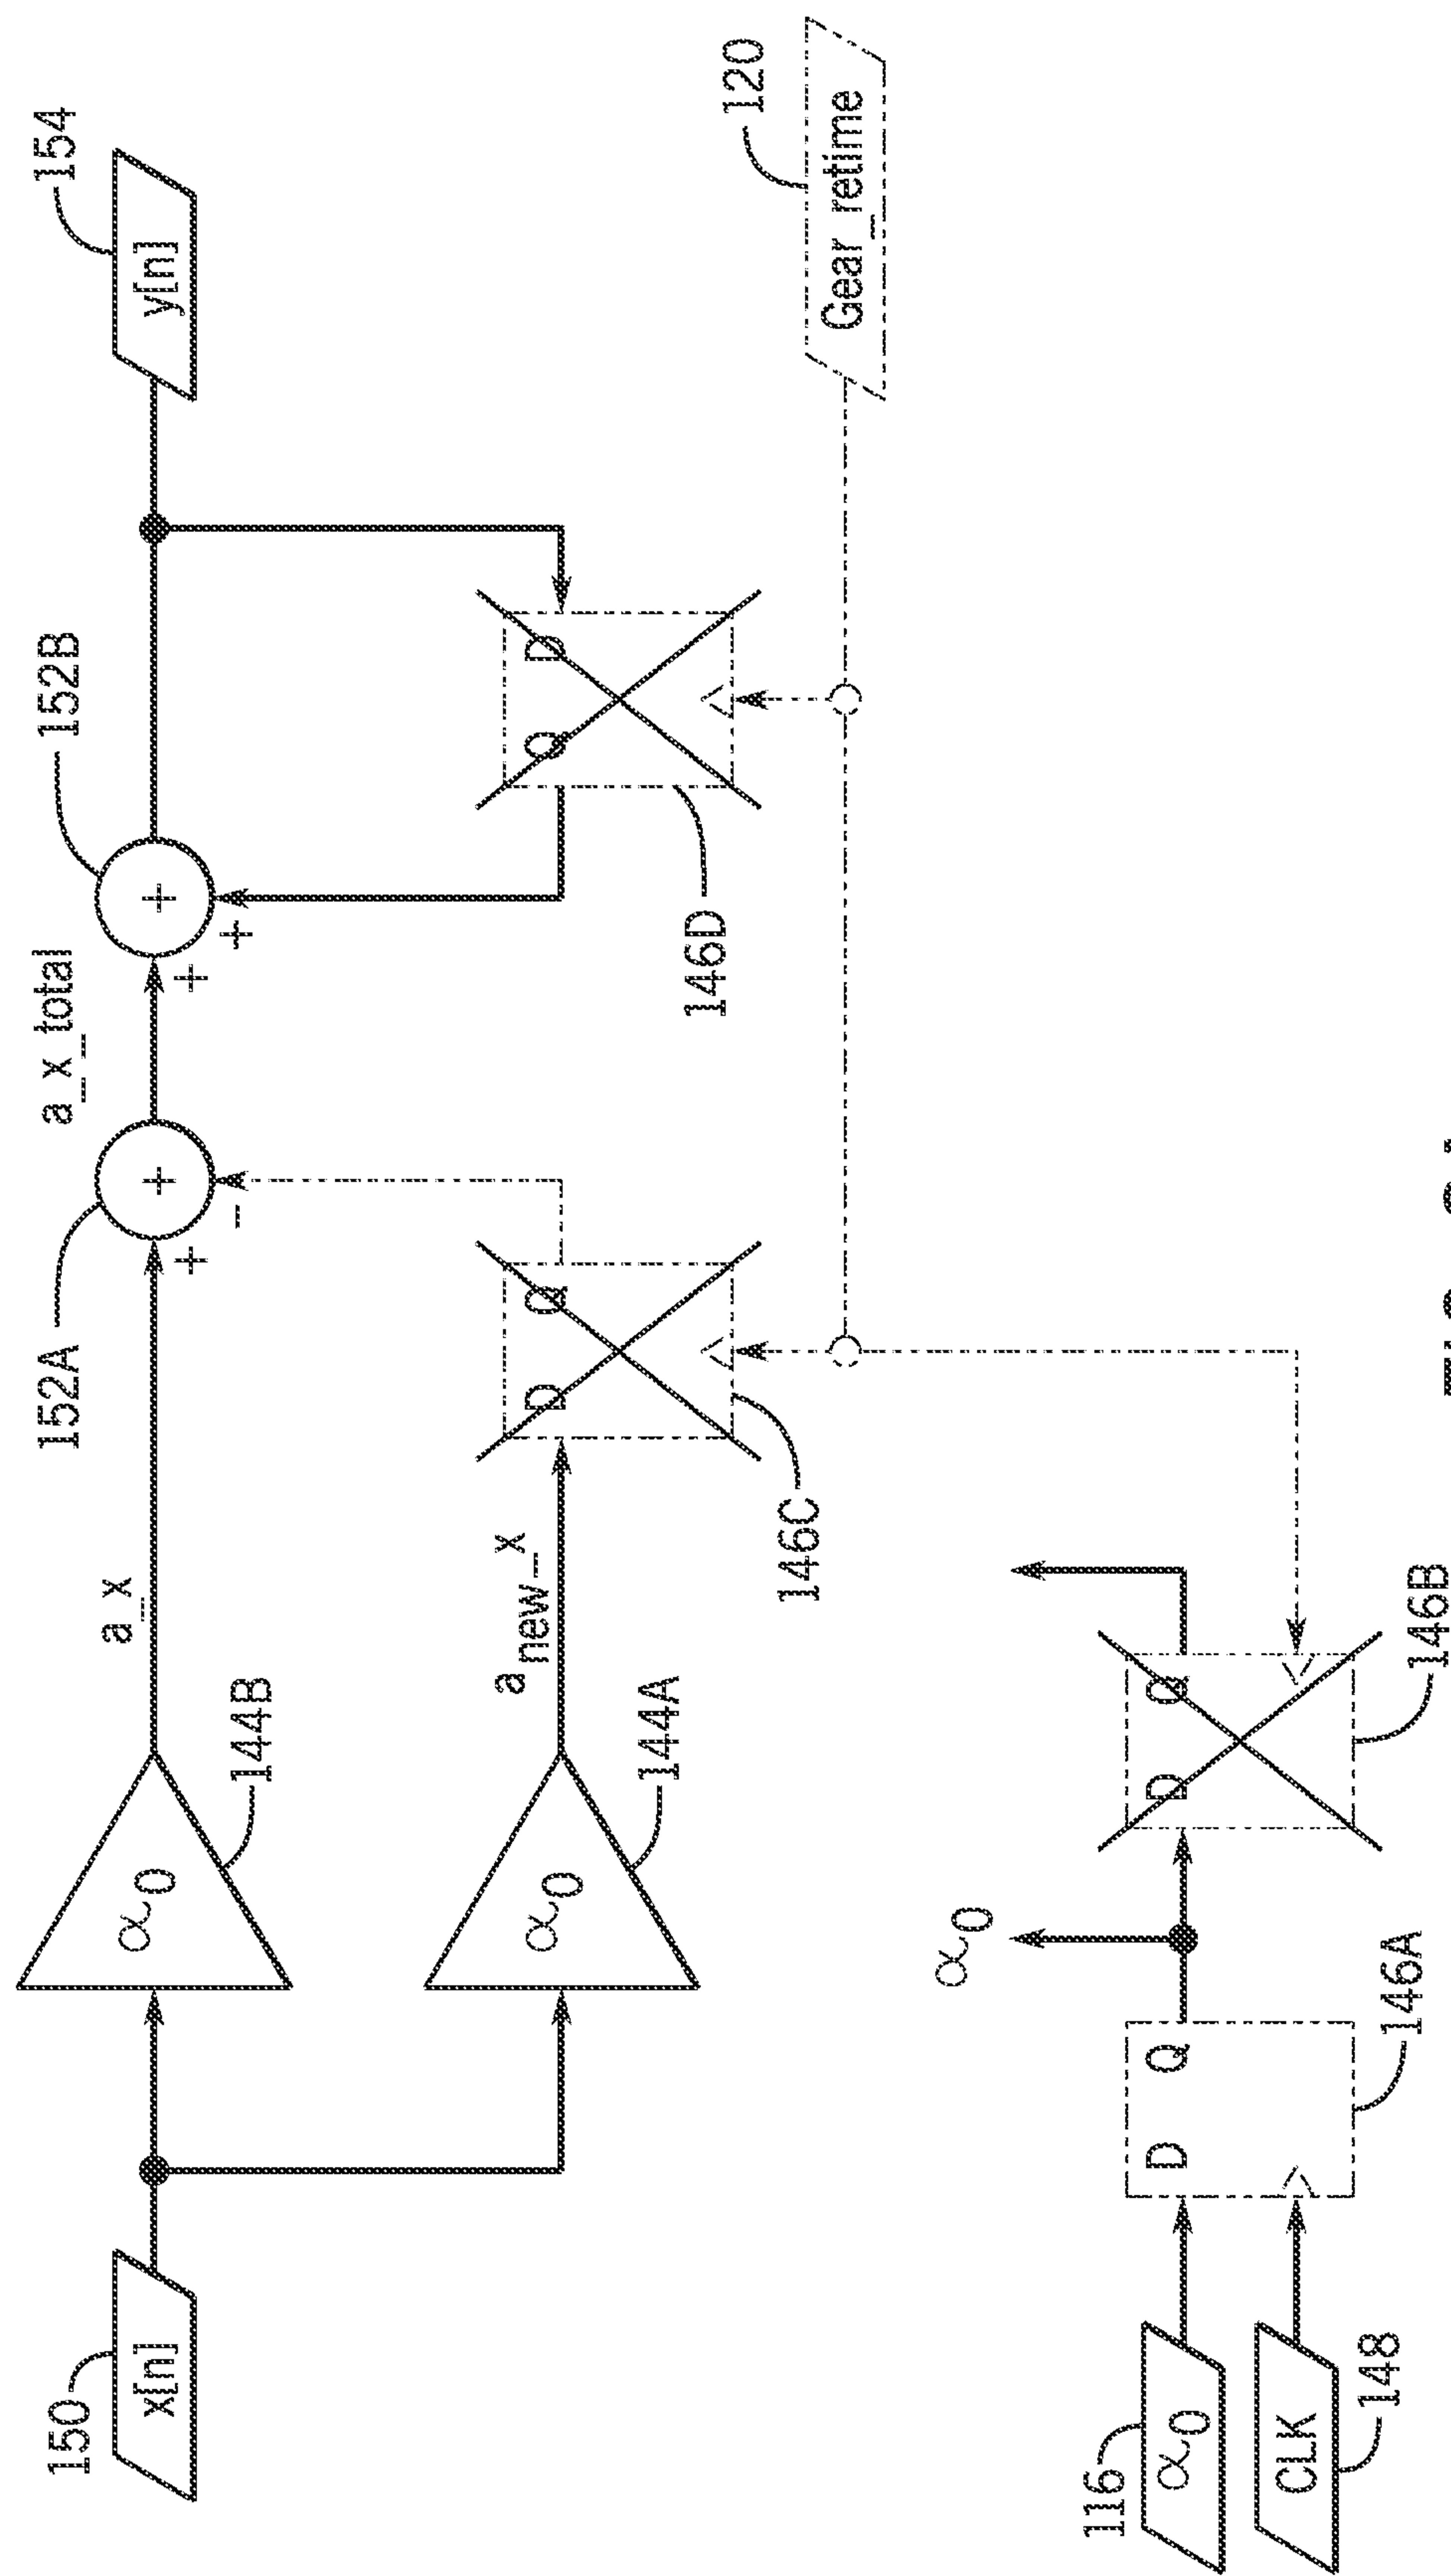 150
x[n]
144B
α0
a_x
152A
+
+
-
a_x_total
152B
+
+
+
154
y[n]
144A
α0
anew_x
D Q
146C
Q D
146D
120
Gear_retime
116
α0
CLK
148
D Q
146A
α0
D Q
146B